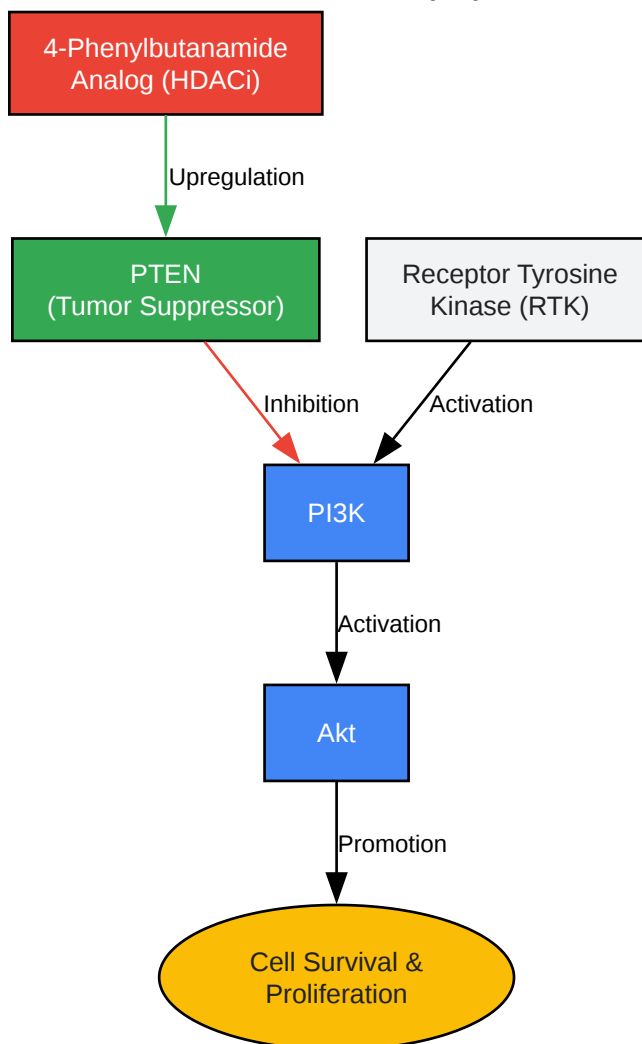 4-Phenylbutanamide
Analog (HDACi)
Upregulation
PTEN
(Tumor Suppressor)
Receptor Tyrosine
Kinase (RTK)
Inhibition
Activation
PI3K
Activation
Akt
Promotion
Cell Survival &
Proliferation